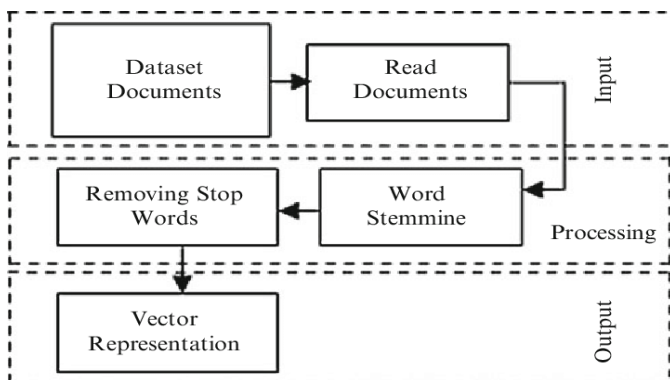 Dataset
Documents
Read
Documents
Input
Removing Stop
Words
Word
Stemmine
Processing
Vector
Representation
Output